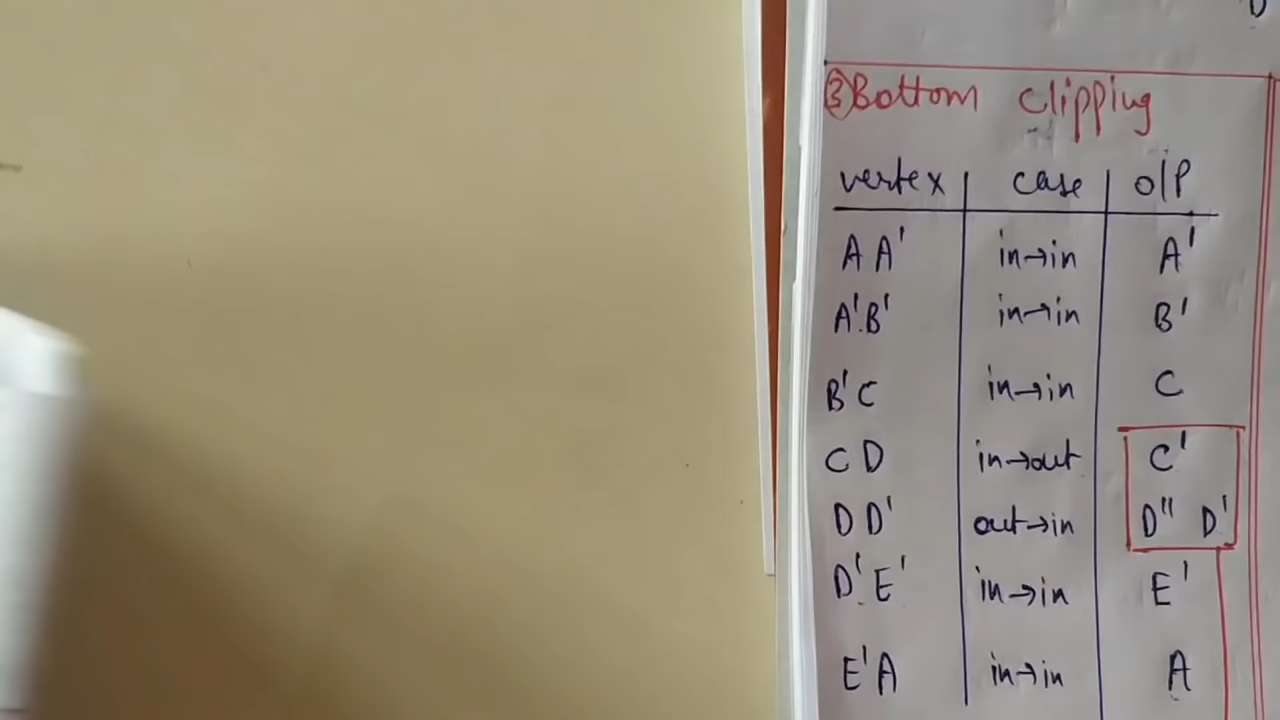 ③Bottom clipping
vertex | case | o/p
A A' in→in A'
A'B' in→in B'
B'C in→in C
C D in→out C'
D D' out→in D'' D'
D'E' in→in E'
E'A in→in A